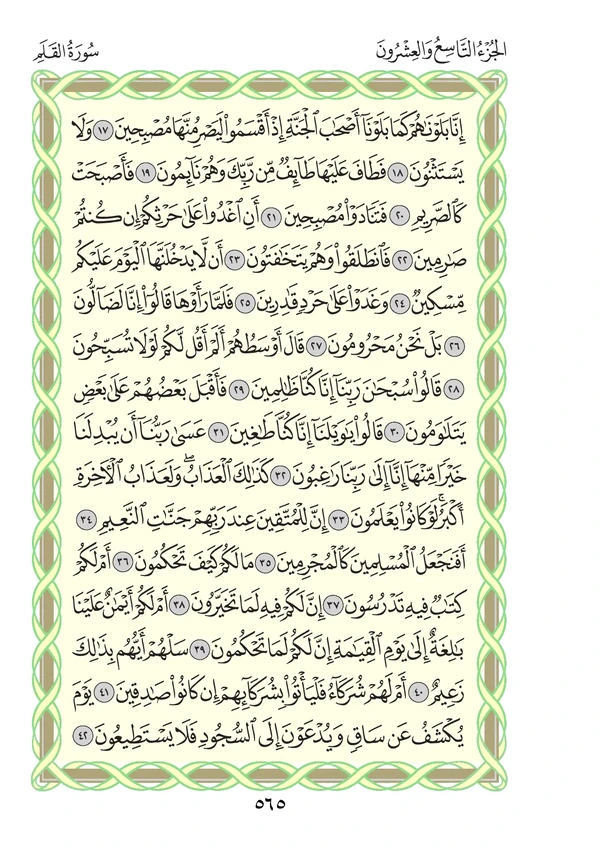 الجُزْءُ التَّاسِعُ وَالعِشْرُونَ
سُورَةُ القَلَمِ
إِنَّا بَلَوْنَٰهُمْ كَمَا بَلَوْنَآ أَصْحَٰبَ ٱلْجَنَّةِ إِذْ أَقْسَمُوا۟ لَيَصْرِمُنَّهَا مُصْبِحِينَ ١٧ وَلَا
يَسْتَثْنُونَ ١٨ فَطَافَ عَلَيْهَا طَآئِفٌ مِّن رَّبِّكَ وَهُمْ نَآئِمُونَ ١٩ فَأَصْبَحَتْ
كَٱلصَّرِيمِ ٢٠ فَتَنَادَوْا۟ مُصْبِحِينَ ٢١ أَنِ ٱغْدُوا۟ عَلَىٰ حَرْثِكُمْ إِن كُنتُمْ
صَٰرِمِينَ ٢٢ فَٱنطَلَقُوا۟ وَهُمْ يَتَخَٰفَتُونَ ٢٣ أَن لَّا يَدْخُلَنَّهَا ٱلْيَوْمَ عَلَيْكُم
مِّسْكِينٌ ٢٤ وَغَدَوْا۟ عَلَىٰ حَرْدٍ قَٰدِرِينَ ٢٥ فَلَمَّا رَأَوْهَا قَالُوٓا۟ إِنَّا لَضَآلُّونَ
٢٦ بَلْ نَحْنُ مَحْرُومُونَ ٢٧ قَالَ أَوْسَطُهُمْ أَلَمْ أَقُل لَّكُمْ لَوْلَا تُسَبِّحُونَ
٢٨ قَالُوا۟ سُبْحَٰنَ رَبِّنَآ إِنَّا كُنَّا ظَٰلِمِينَ ٢٩ فَأَقْبَلَ بَعْضُهُمْ عَلَىٰ بَعْضٍ
يَتَلَٰوَمُونَ ٣٠ قَالُوا۟ يَٰوَيْلَنَآ إِنَّا كُنَّا طَٰغِينَ ٣١ عَسَىٰ رَبُّنَآ أَن يُبْدِلَنَا
خَيْرًا مِّنْهَآ إِنَّآ إِلَىٰ رَبِّنَا رَٰغِبُونَ ٣٢ كَذَٰلِكَ ٱلْعَذَابُ ۖ وَلَعَذَابُ ٱلْءَاخِرَةِ
أَكْبَرُ ۚ لَوْ كَانُوا۟ يَعْلَمُونَ ٣٣ إِنَّ لِلْمُتَّقِينَ عِندَ رَبِّهِمْ جَنَّٰتِ ٱلنَّعِيمِ ٣٤
أَفَنَجْعَلُ ٱلْمُسْلِمِينَ كَٱلْمُجْرِمِينَ ٣٥ مَا لَكُمْ كَيْفَ تَحْكُمُونَ ٣٦ أَمْ لَكُمْ
كِتَٰبٌ فِيهِ تَدْرُسُونَ ٣٧ إِنَّ لَكُمْ فِيهِ لَمَا تَخَيَّرُونَ ٣٨ أَمْ لَكُمْ أَيْمَٰنٌ عَلَيْنَا
بَٰلِغَةٌ إِلَىٰ يَوْمِ ٱلْقِيَٰمَةِ إِنَّ لَكُمْ لَمَا تَحْكُمُونَ ٣٩ سَلْهُمْ أَيُّهُم بِذَٰلِكَ
زَعِيمٌ ٤٠ أَمْ لَهُمْ شُرَكَآءُ فَلْيَأْتُوا۟ بِشُرَكَآئِهِمْ إِن كَانُوا۟ صَٰدِقِينَ ٤١ يَوْمَ
يُكْشَفُ عَن سَاقٍ وَيُدْعَوْنَ إِلَى ٱلسُّجُودِ فَلَا يَسْتَطِيعُونَ ٤٢
٥٦٥